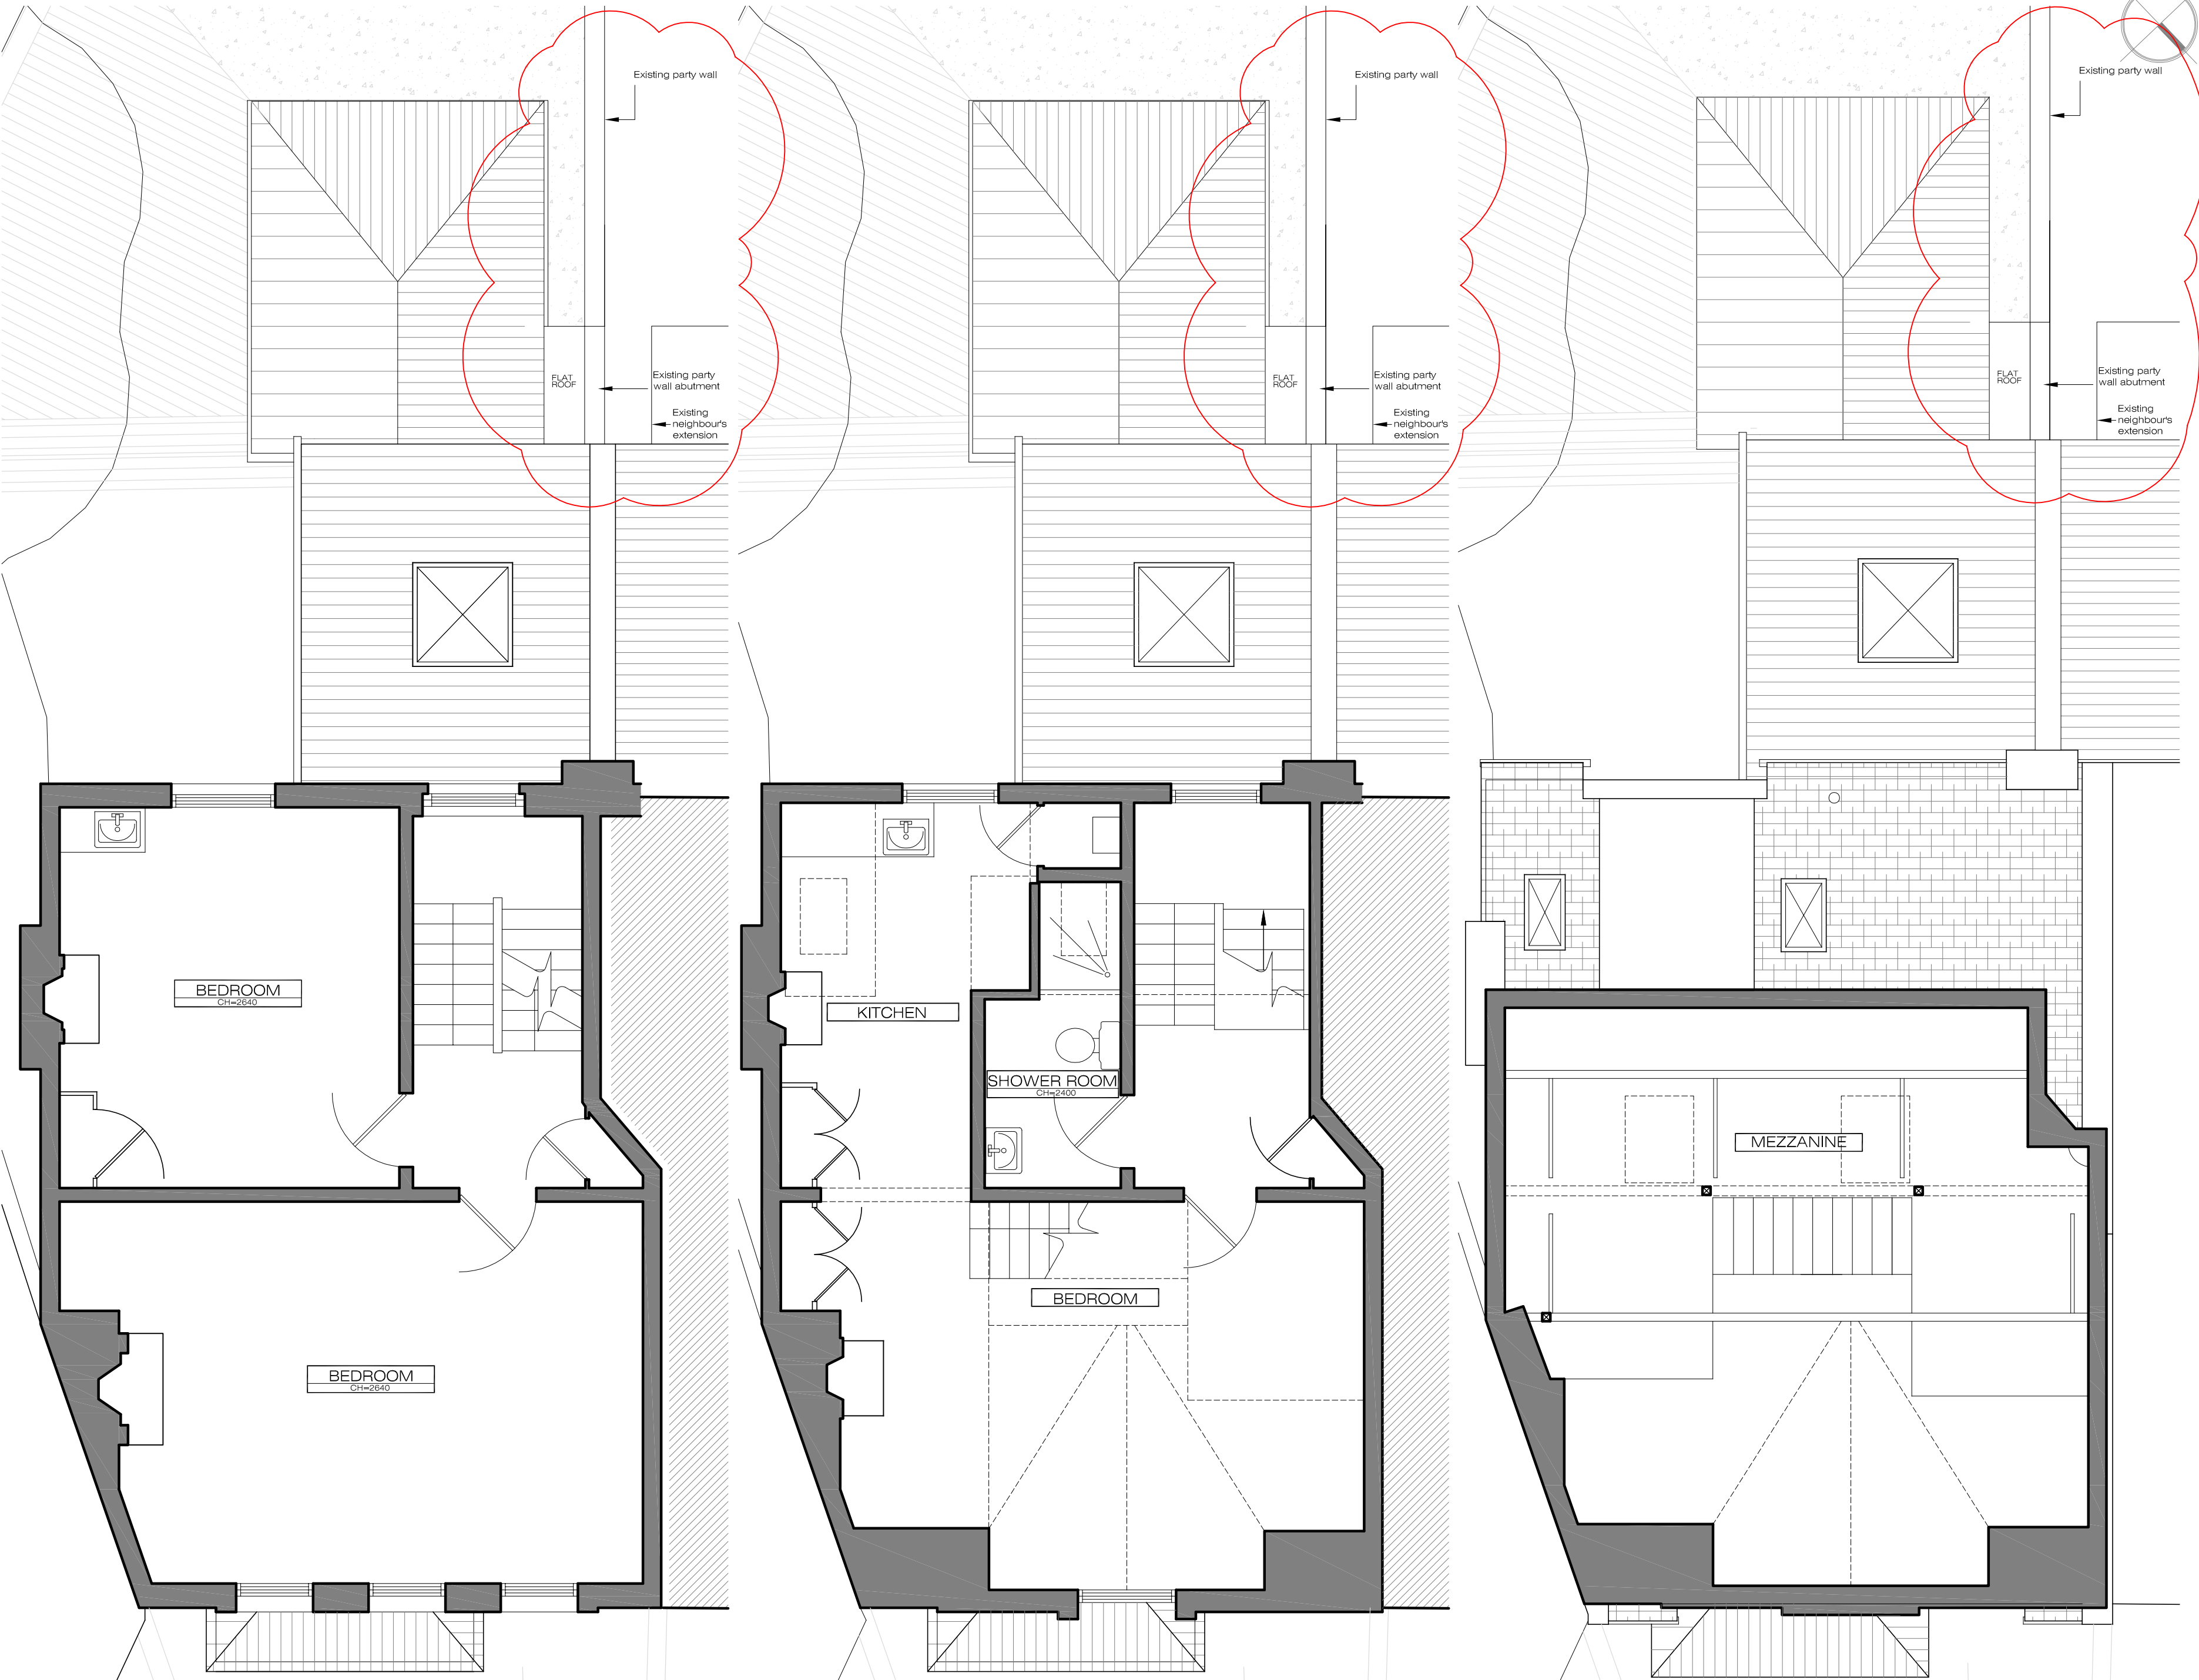 Existing party wall
FLAT
ROOF
Existing party
wall abutment
Existing
neighbour's
extension
BEDROOM
CH=2640
BEDROOM
CH=2640
Existing party wall
FLAT
ROOF
Existing party
wall abutment
Existing
neighbour's
extension
KITCHEN
SHOWER ROOM
CH=2400
BEDROOM
Existing party wall
FLAT
ROOF
Existing party
wall abutment
Existing
neighbour's
extension
MEZZANINE